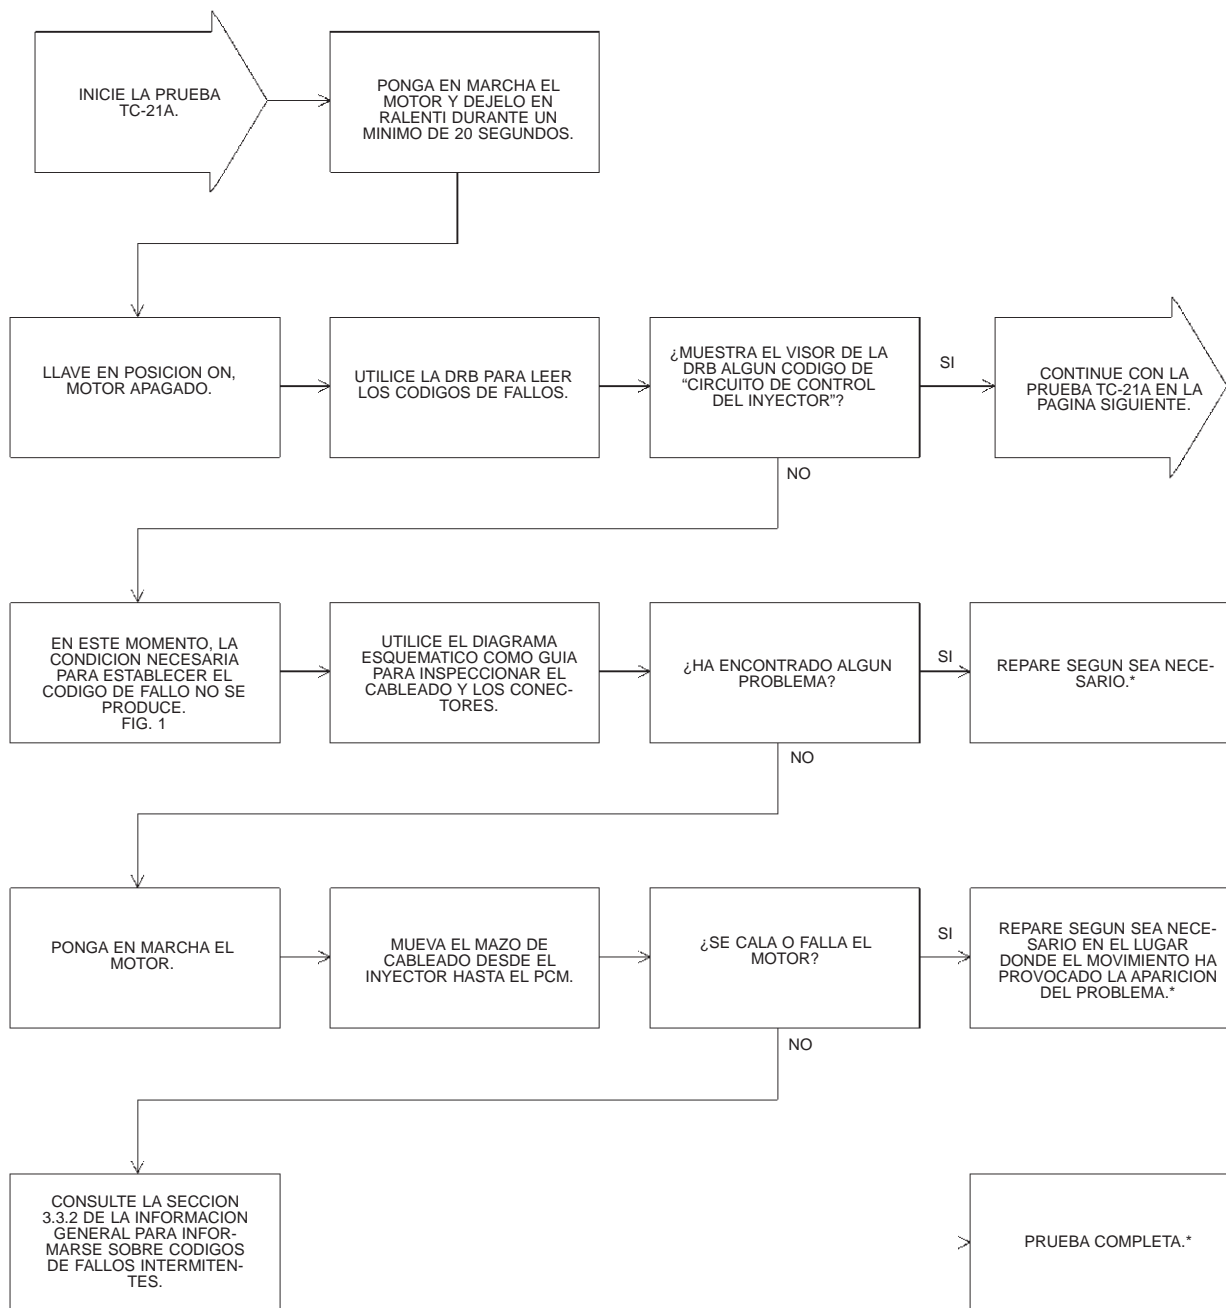 INICIE LA PRUEBA
TC-21A.
PONGA EN MARCHA EL
MOTOR Y DEJELO EN
RALENTI DURANTE UN
MINIMO DE 20 SEGUNDOS.
LLAVE EN POSICION ON,
MOTOR APAGADO.
UTILICE LA DRB PARA LEER
LOS CODIGOS DE FALLOS.
¿MUESTRA EL VISOR DE LA
DRB ALGUN CODIGO DE
“CIRCUITO DE CONTROL
DEL INYECTOR”?
SI
CONTINUE CON LA
PRUEBA TC-21A EN LA
PAGINA SIGUIENTE.
NO
EN ESTE MOMENTO, LA
CONDICION NECESARIA
PARA ESTABLECER EL
CODIGO DE FALLO NO SE
PRODUCE.
FIG. 1
UTILICE EL DIAGRAMA
ESQUEMATICO COMO GUIA
PARA INSPECCIONAR EL
CABLEADO Y LOS CONEC-
TORES.
¿HA ENCONTRADO ALGUN
PROBLEMA?
SI
REPARE SEGUN SEA NECE-
SARIO.*
NO
PONGA EN MARCHA EL
MOTOR.
MUEVA EL MAZO DE
CABLEADO DESDE EL
INYECTOR HASTA EL PCM.
¿SE CALA O FALLA EL
MOTOR?
SI
REPARE SEGUN SEA NECE-
SARIO EN EL LUGAR
DONDE EL MOVIMIENTO HA
PROVOCADO LA APARICION
DEL PROBLEMA.*
NO
CONSULTE LA SECCION
3.3.2 DE LA INFORMACION
GENERAL PARA INFOR-
MARSE SOBRE CODIGOS
DE FALLOS INTERMITEN-
TES.
PRUEBA COMPLETA.*